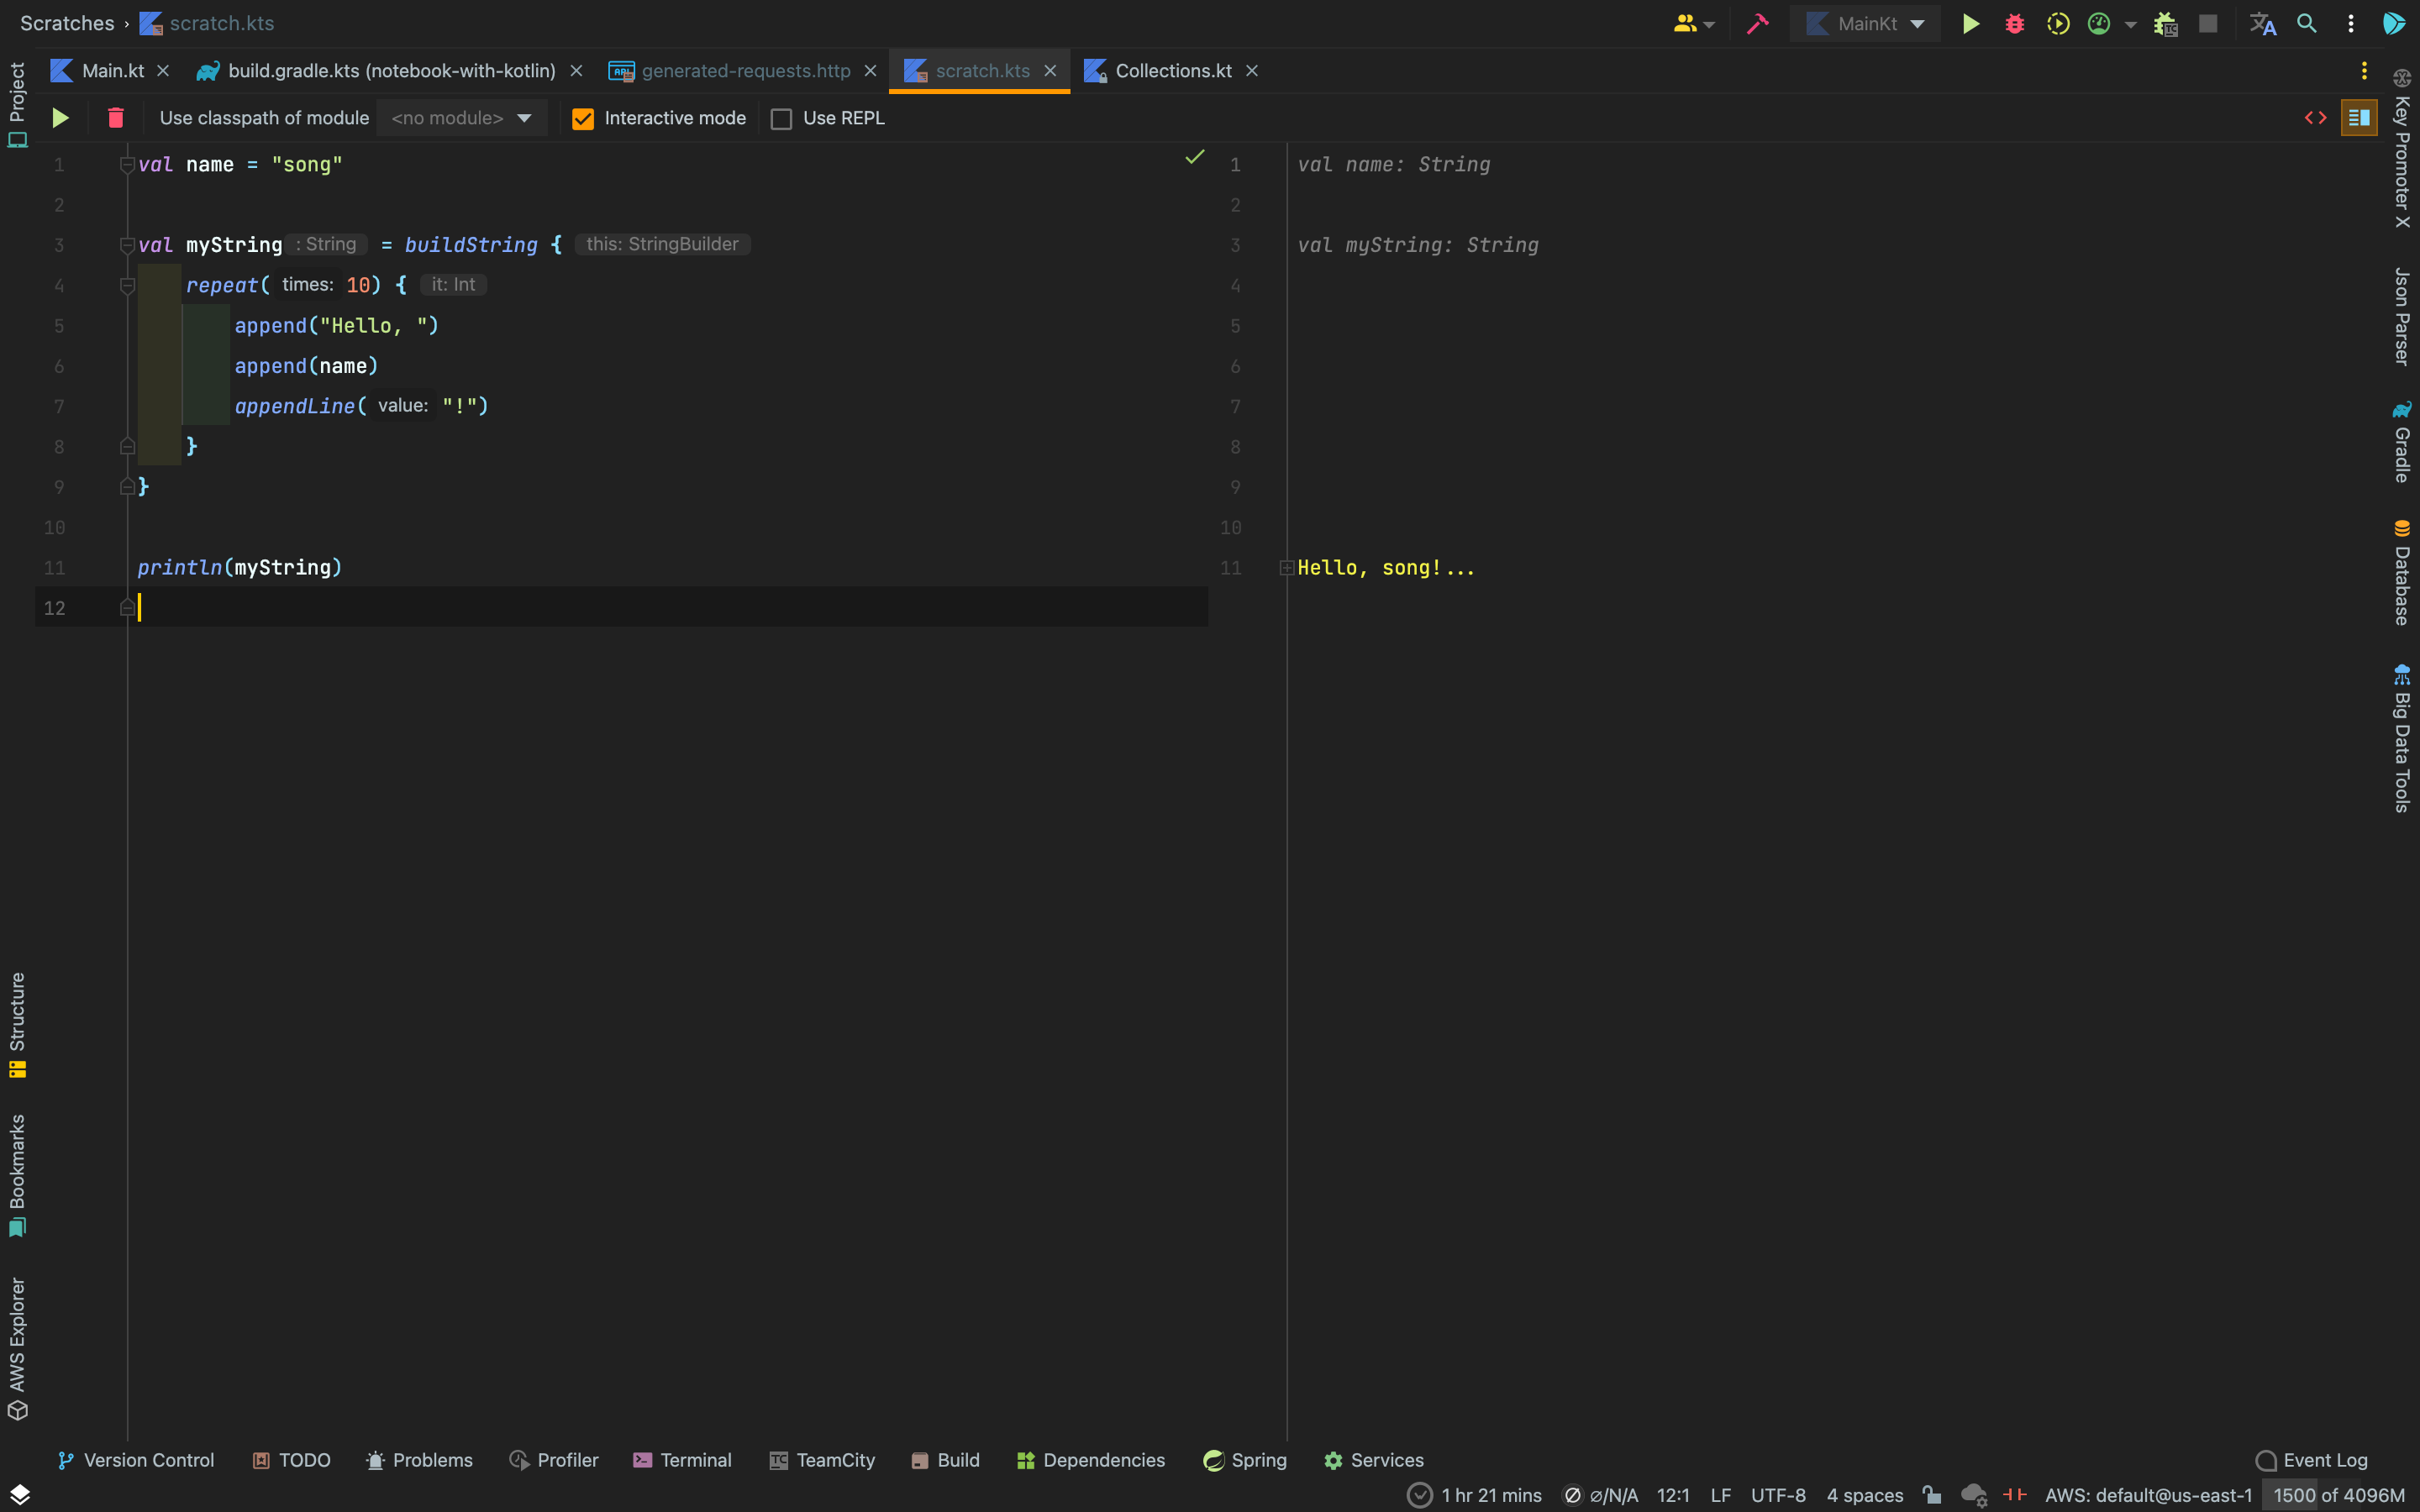 Scratches › scratch.kts MainKt
Main.kt build.gradle.kts (notebook-with-kotlin) generated-requests.http scratch.kts Collections.kt
Use classpath of module <no module> Interactive mode Use REPL
1 val name = "song"
2
3 val myString : String = buildString { this: StringBuilder
4 repeat( times: 10) { it: Int
5 append("Hello, ")
6 append(name)
7 appendLine( value: "!")
8 }
9 }
10
11 println(myString)
12
1 val name: String
2
3 val myString: String
4
5
6
7
8
9
10
11 Hello, song!...
Project
Structure
Bookmarks
AWS Explorer
Key Promoter X
Json Parser
Gradle
Database
Big Data Tools
Version Control TODO Problems Profiler Terminal TC TeamCity Build Dependencies Spring Services Event Log
1 hr 21 mins ⌀/N/A 12:1 LF UTF-8 4 spaces AWS: default@us-east-1 1500 of 4096M